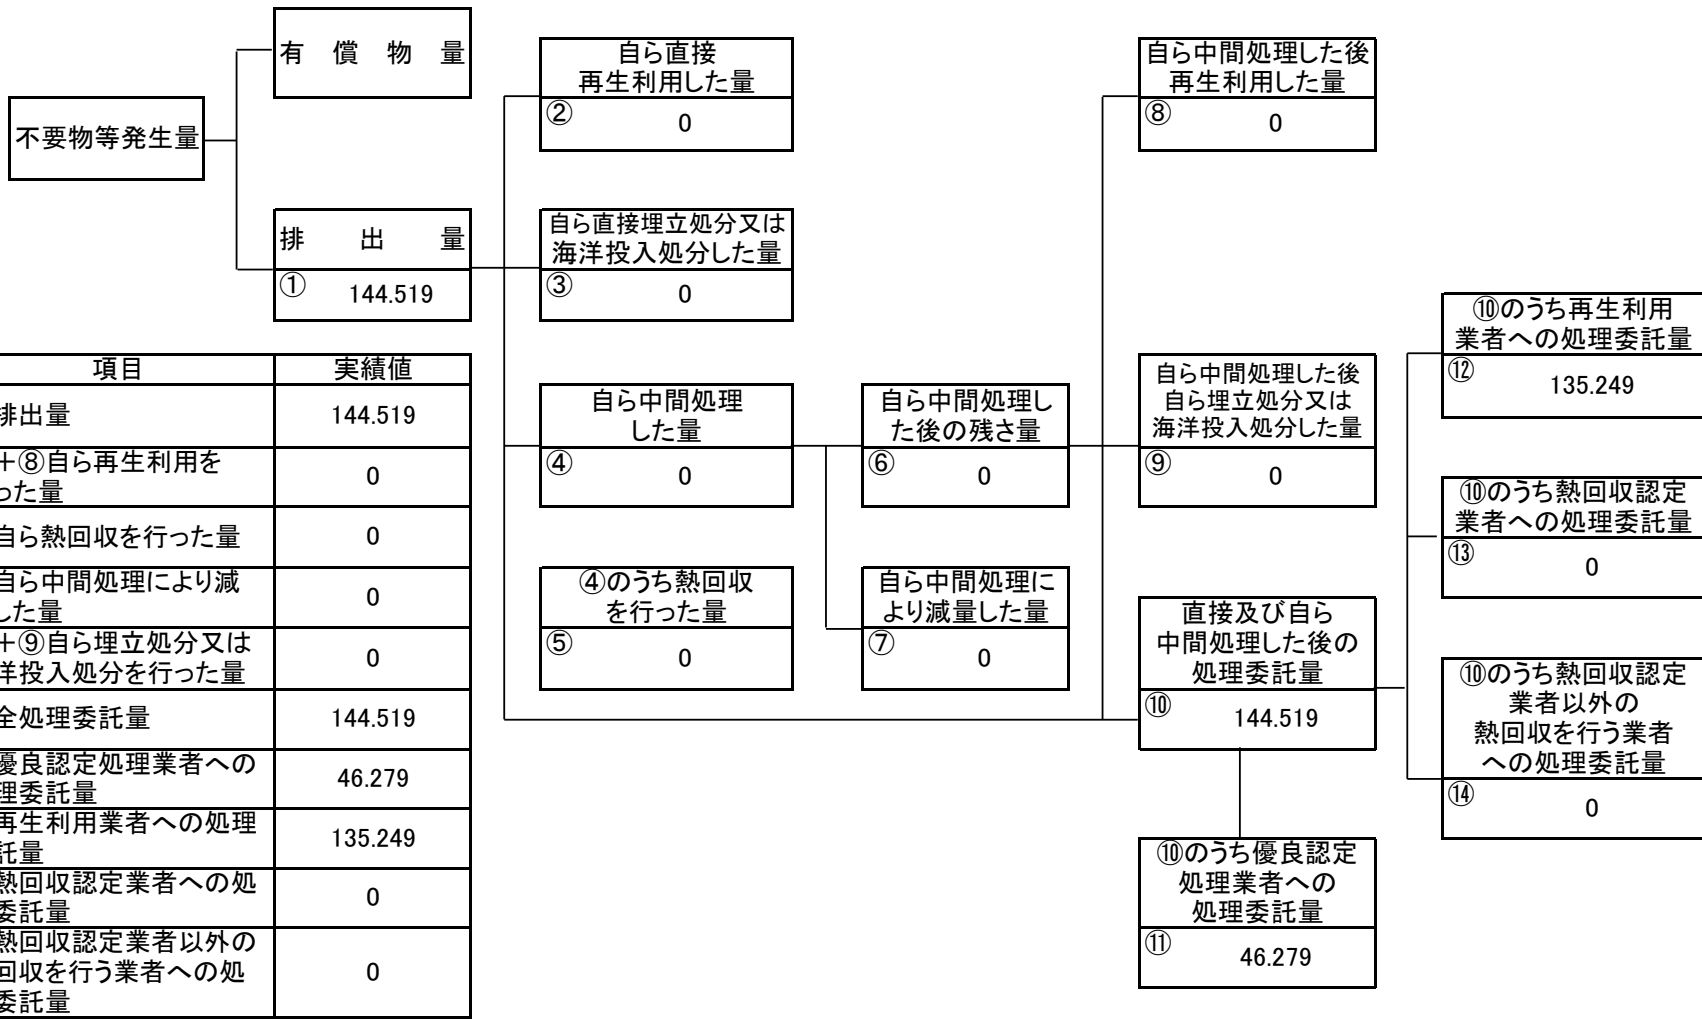 有 償 物 量
不要物等発生量
排 出 量
① 144.519
自ら直接
再生利用した量
② 0
自ら直接埋立処分又は
海洋投入処分した量
③ 0
自ら中間処理
した量
④ 0
④のうち熱回収
を行った量
⑤ 0
自ら中間処理し
た後の残さ量
⑥ 0
自ら中間処理に
より減量した量
⑦ 0
自ら中間処理した後
再生利用した量
⑧ 0
自ら中間処理した後
自ら埋立処分又は
海洋投入処分した量
⑨ 0
直接及び自ら
中間処理した後の
処理委託量
⑩ 144.519
⑩のうち優良認定
処理業者への
処理委託量
⑪ 46.279
⑩のうち再生利用
業者への処理委託量
⑫ 135.249
⑩のうち熱回収認定
業者への処理委託量
⑬ 0
⑩のうち熱回収認定
業者以外の
熱回収を行う業者
への処理委託量
⑭ 0
項目 実績値
排出量 144.519
+⑧自ら再生利用を
った量 0
自ら熱回収を行った量 0
自ら中間処理により減
した量 0
+⑨自ら埋立処分又は
洋投入処分を行った量 0
全処理委託量 144.519
優良認定処理業者への
理委託量 46.279
再生利用業者への処理
託量 135.249
熱回収認定業者への処
委託量 0
熱回収認定業者以外の
回収を行う業者への処
委託量 0